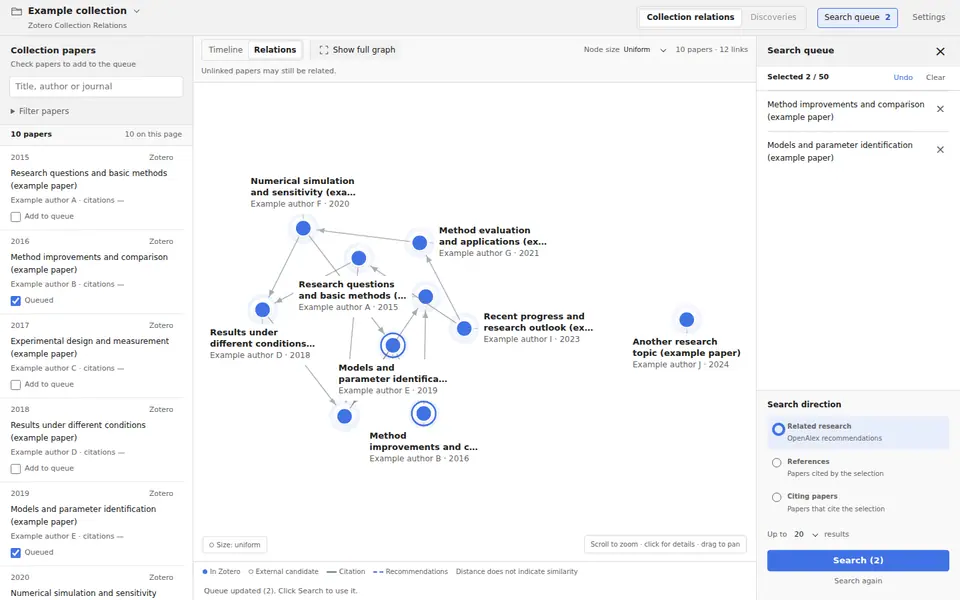 Example collection
Zotero Collection Relations
Collection relations
Discoveries
Search queue 2
Settings
Collection papers
Check papers to add to the queue
Title, author or journal
Filter papers
10 papers
10 on this page
2015
Zotero
Research questions and basic methods
(example paper)
Example author A · citations —
Add to queue
2016
Zotero
Method improvements and comparison
(example paper)
Example author B · citations —
Queued
2017
Zotero
Experimental design and measurement
(example paper)
Example author C · citations —
Add to queue
2018
Zotero
Results under different conditions
(example paper)
Example author D · citations —
Add to queue
2019
Zotero
Models and parameter identification
(example paper)
Example author E · citations —
Queued
2020
Zotero
Numerical simulation and sensitivity
Timeline
Relations
Show full graph
Node size Uniform
10 papers · 12 links
Unlinked papers may still be related.
Numerical simulation
and sensitivity (exa…
Example author F · 2020
Method evaluation
and applications (ex…
Example author G · 2021
Research questions
and basic methods (…
Example author A · 2015
Recent progress and
research outlook (ex…
Example author I · 2023
Results under
different conditions…
Example author D · 2018
Another research
topic (example paper)
Example author J · 2024
Models and
parameter identifica…
Example author E · 2019
Method
improvements and c…
Example author B · 2016
Size: uniform
Scroll to zoom · click for details · drag to pan
In Zotero
External candidate
Citation
Recommendations
Distance does not indicate similarity
Queue updated (2). Click Search to use it.
Search queue
Selected 2 / 50
Undo
Clear
Method improvements and comparison
(example paper)
Models and parameter identification
(example paper)
Search direction
Related research
OpenAlex recommendations
References
Papers cited by the selection
Citing papers
Papers that cite the selection
Up to 20 results
Search (2)
Search again